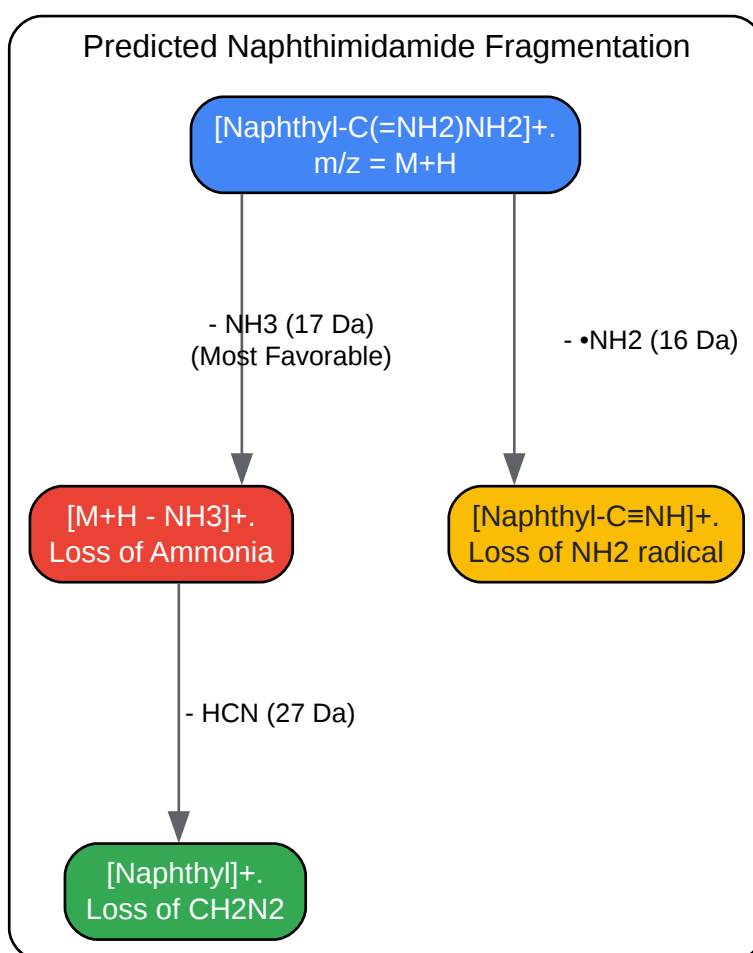 Predicted Naphthimidamide Fragmentation
[Naphthyl-C(=NH2)NH2]+.
m/z = M+H
- NH3 (17 Da)
(Most Favorable)
- •NH2 (16 Da)
[M+H - NH3]+.
Loss of Ammonia
[Naphthyl-C≡NH]+.
Loss of NH2 radical
- HCN (27 Da)
[Naphthyl]+.
Loss of CH2N2